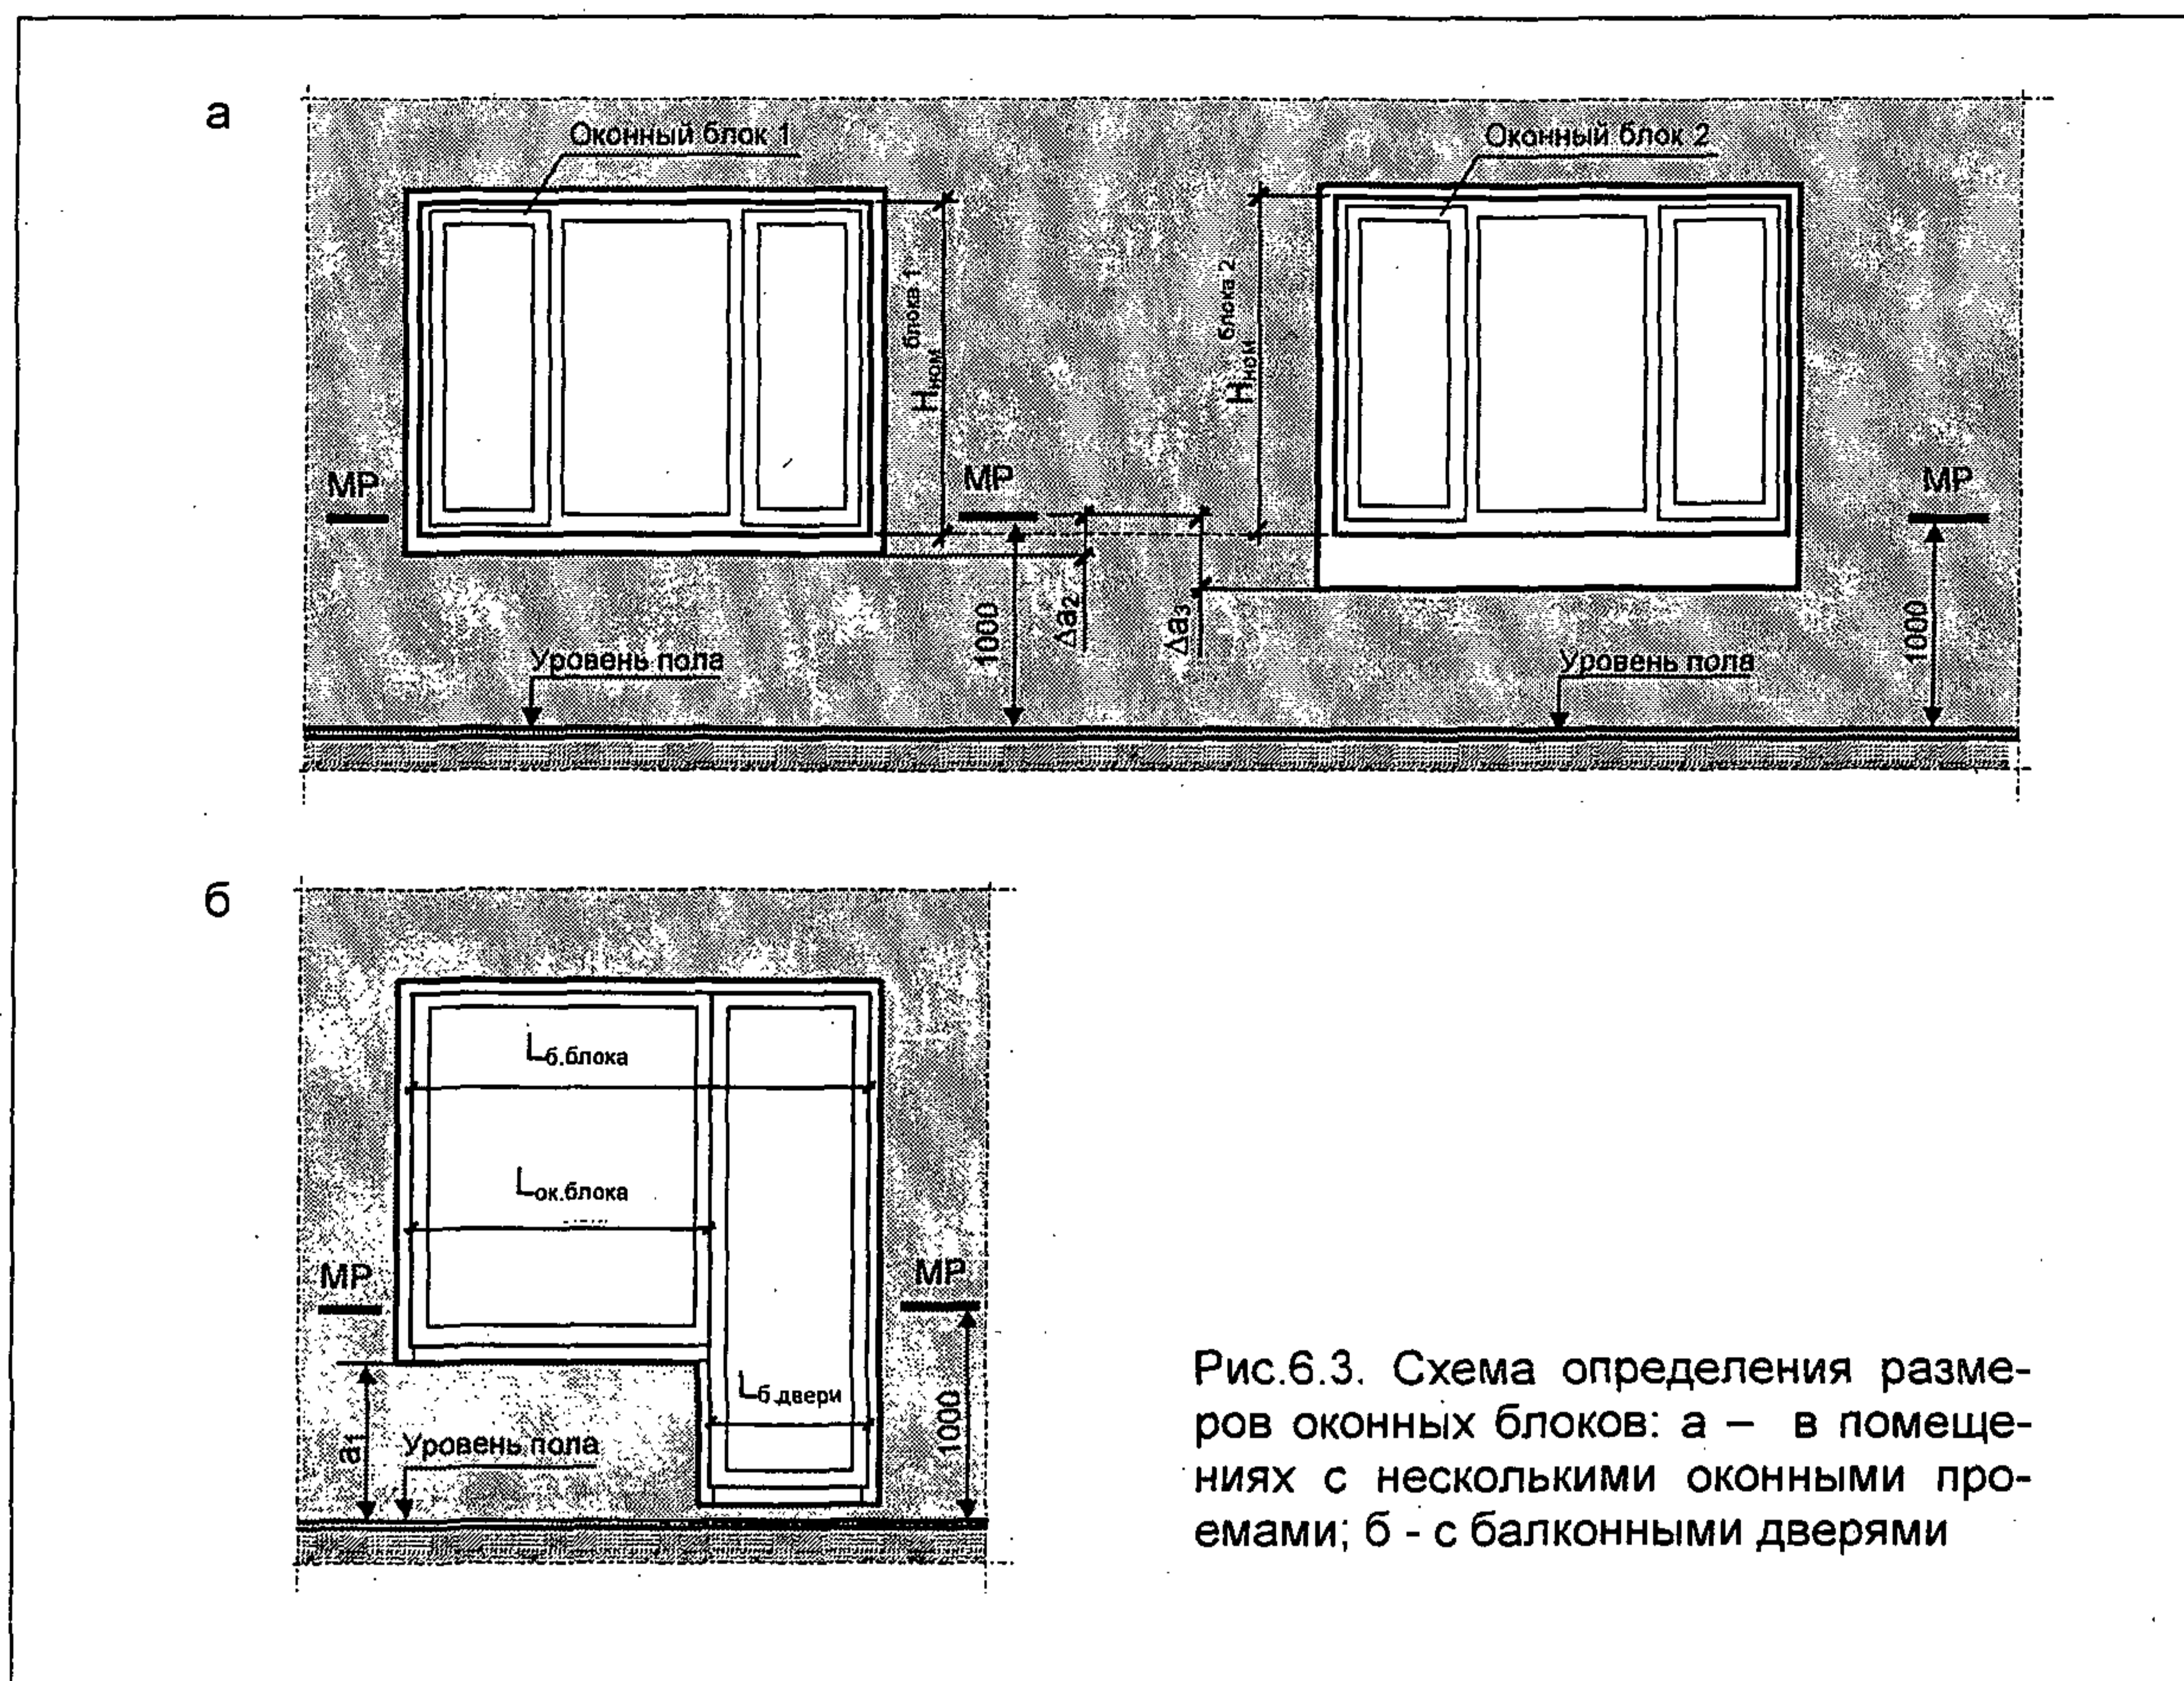 а
Оконный блок 1
Оконный блок 2
Hном блока 1
Hном блока 2
МР
МР
МР
1000
Δa2
Δa3
1000
Уровень пола
Уровень пола
б
Lб.блока
Lок.блока
МР
МР
Lб.двери
a1
Уровень пола
1000
Рис.6.3. Схема определения разме-
ров оконных блоков: а – в помеще-
ниях с несколькими оконными про-
емами; б - с балконными дверями